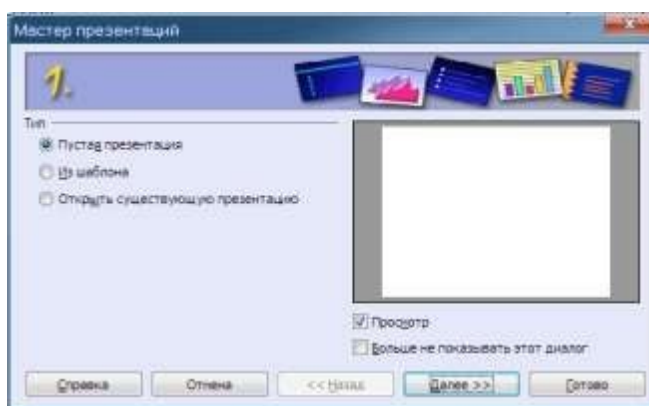 Мастер презентаций
1.
Тип
Пустая презентация
Из шаблона
Открыть существующую презентацию
Просмотр
Больше не показывать этот диалог
Справка
Отмена
<< Назад
Далее >>
Готово